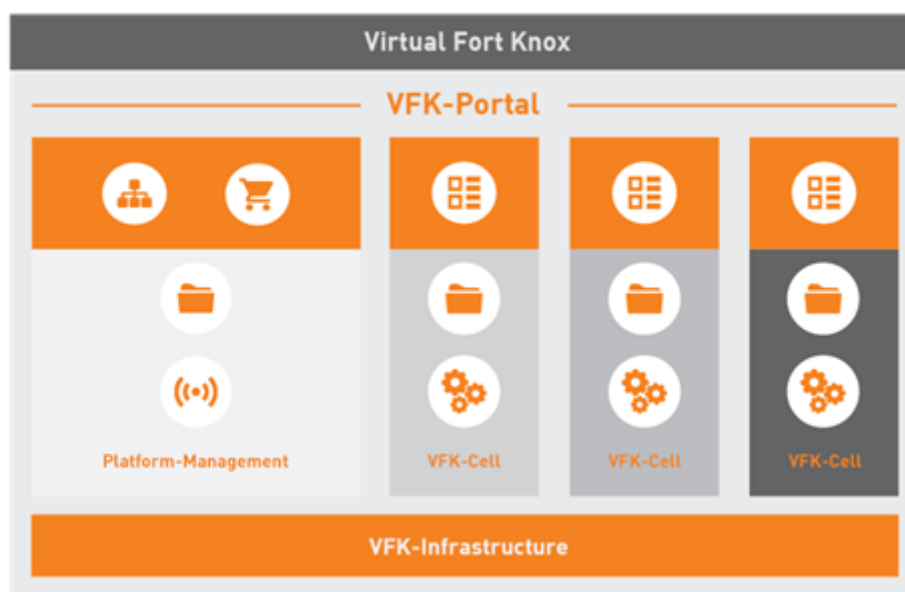 Virtual Fort Knox
VFK-Portal
Platform-Management
VFK-Cell
VFK-Cell
VFK-Cell
VFK-Infrastructure